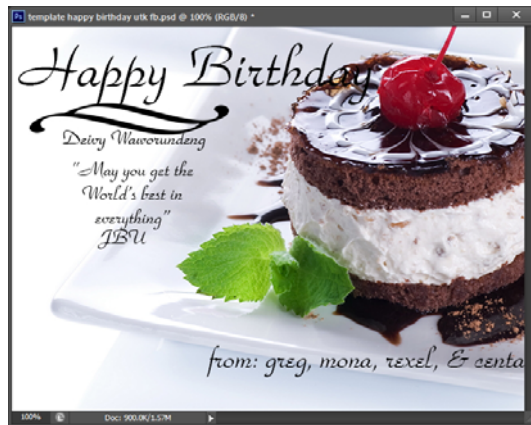 template happy birthday utk fb.psd @ 100% (RGB/8) *
Happy Birthday
Deivy Waworundeng
"May you get the
World's best in
everything"
JBU
from: greg, mona, rexel, & centa
100%
Doc: 900.0K/1.57M